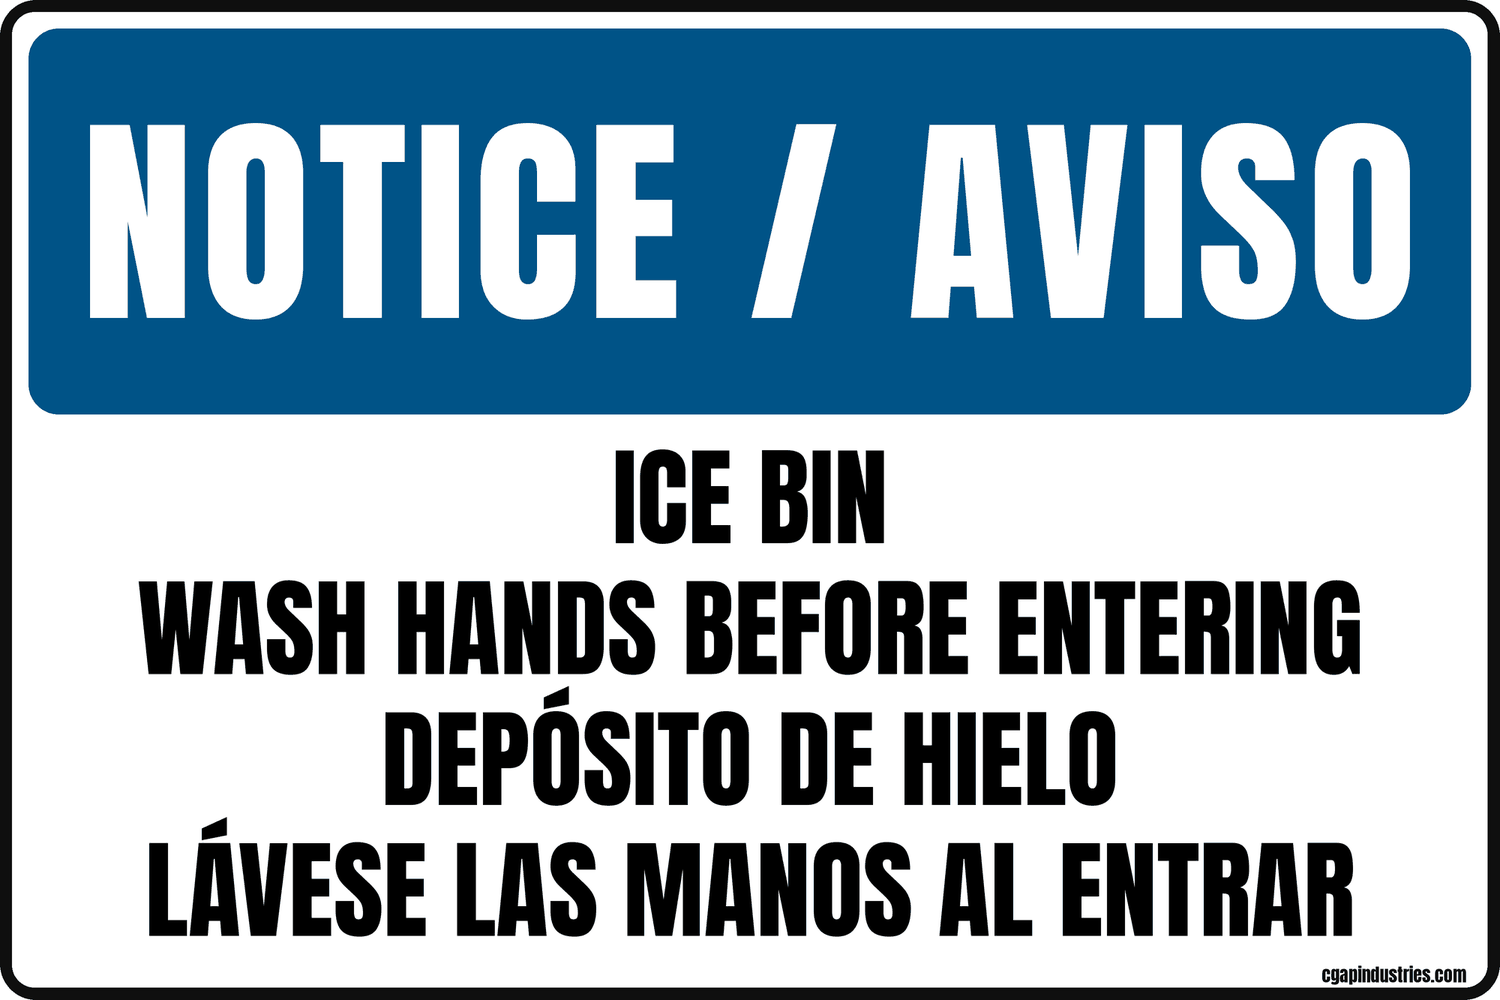 NOTICE / AVISO
ICE BIN
WASH HANDS BEFORE ENTERING
DEPÓSITO DE HIELO
LÁVESE LAS MANOS AL ENTRAR
cgapindustries.com